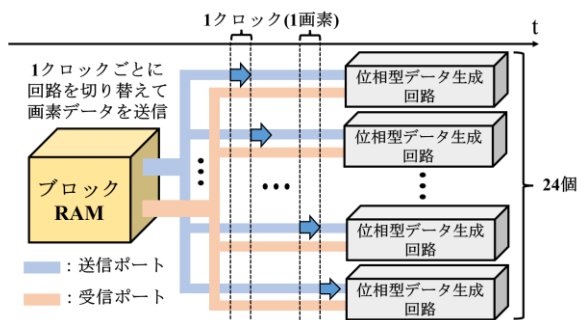 1クロック(1画素)
t
1クロックごとに
回路を切り替えて
画素データを送信
位相型データ生成
回路
位相型データ生成
回路
ブロック
RAM
24個
位相型データ生成
回路
：送信ポート
：受信ポート
位相型データ生成
回路